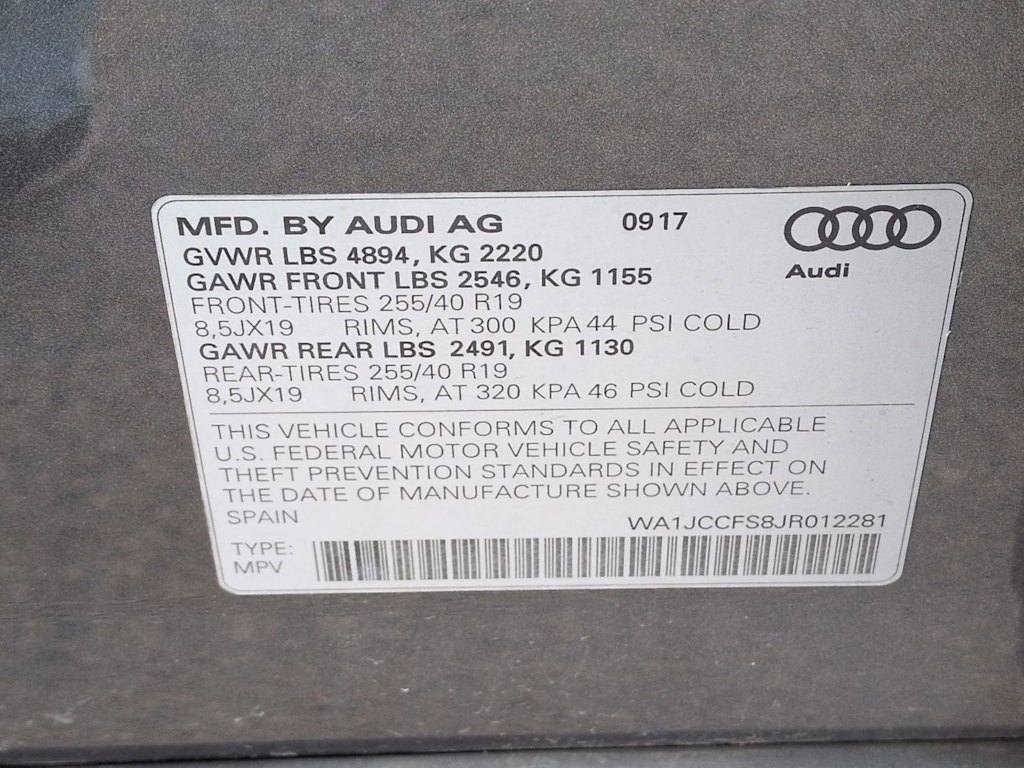 MFD. BY AUDI AG 0917
Audi
GVWR LBS 4894, KG 2220
GAWR FRONT LBS 2546, KG 1155
FRONT-TIRES 255/40 R19
8,5JX19 RIMS, AT 300 KPA 44 PSI COLD
GAWR REAR LBS 2491, KG 1130
REAR-TIRES 255/40 R19
8,5JX19 RIMS, AT 320 KPA 46 PSI COLD
THIS VEHICLE CONFORMS TO ALL APPLICABLE
U.S. FEDERAL MOTOR VEHICLE SAFETY AND
THEFT PREVENTION STANDARDS IN EFFECT ON
THE DATE OF MANUFACTURE SHOWN ABOVE.
SPAIN WA1JCCFS8JR012281
TYPE:
MPV